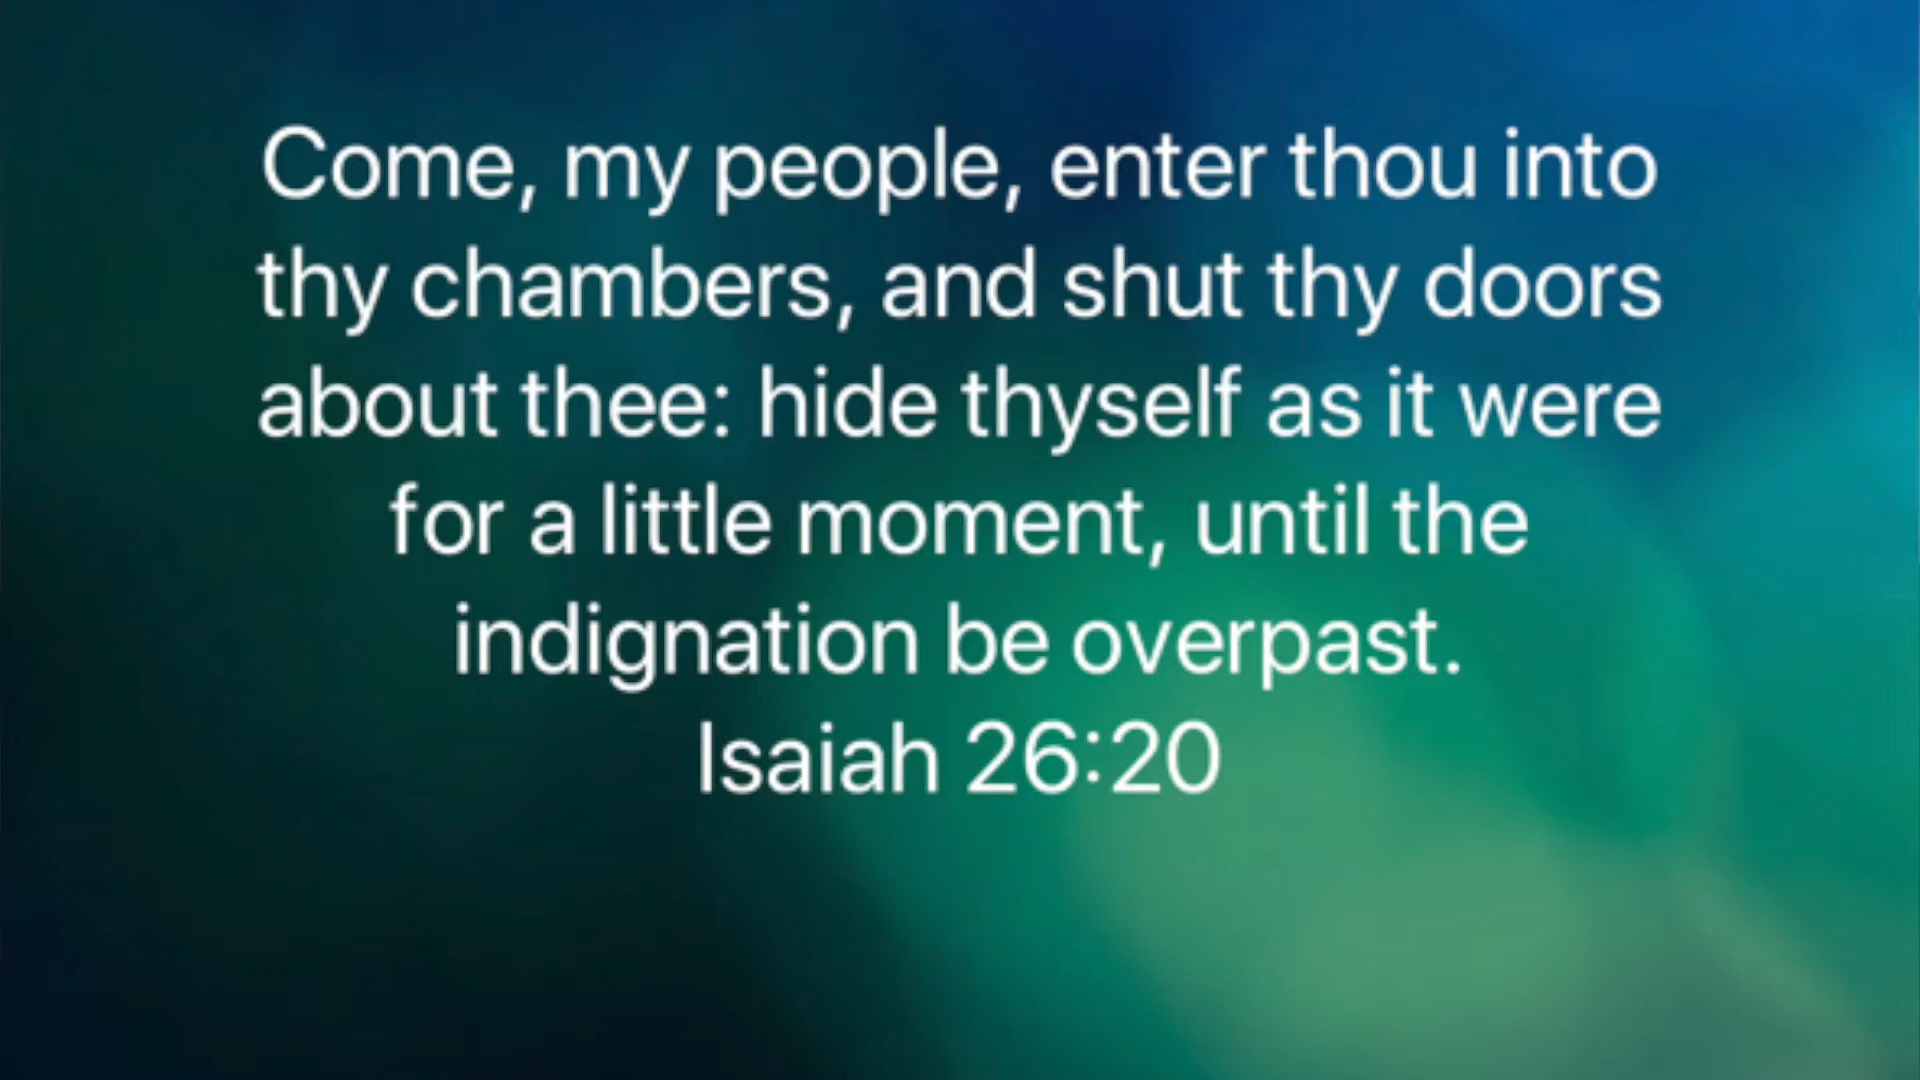 Come, my people, enter thou into
thy chambers, and shut thy doors
about thee: hide thyself as it were
for a little moment, until the
indignation be overpast.
Isaiah 26:20